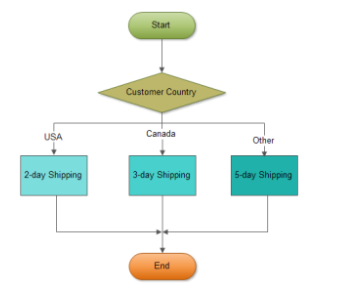 Start
Customer Country
USA
Canada
Other
2-day Shipping
3-day Shipping
5-day Shipping
End